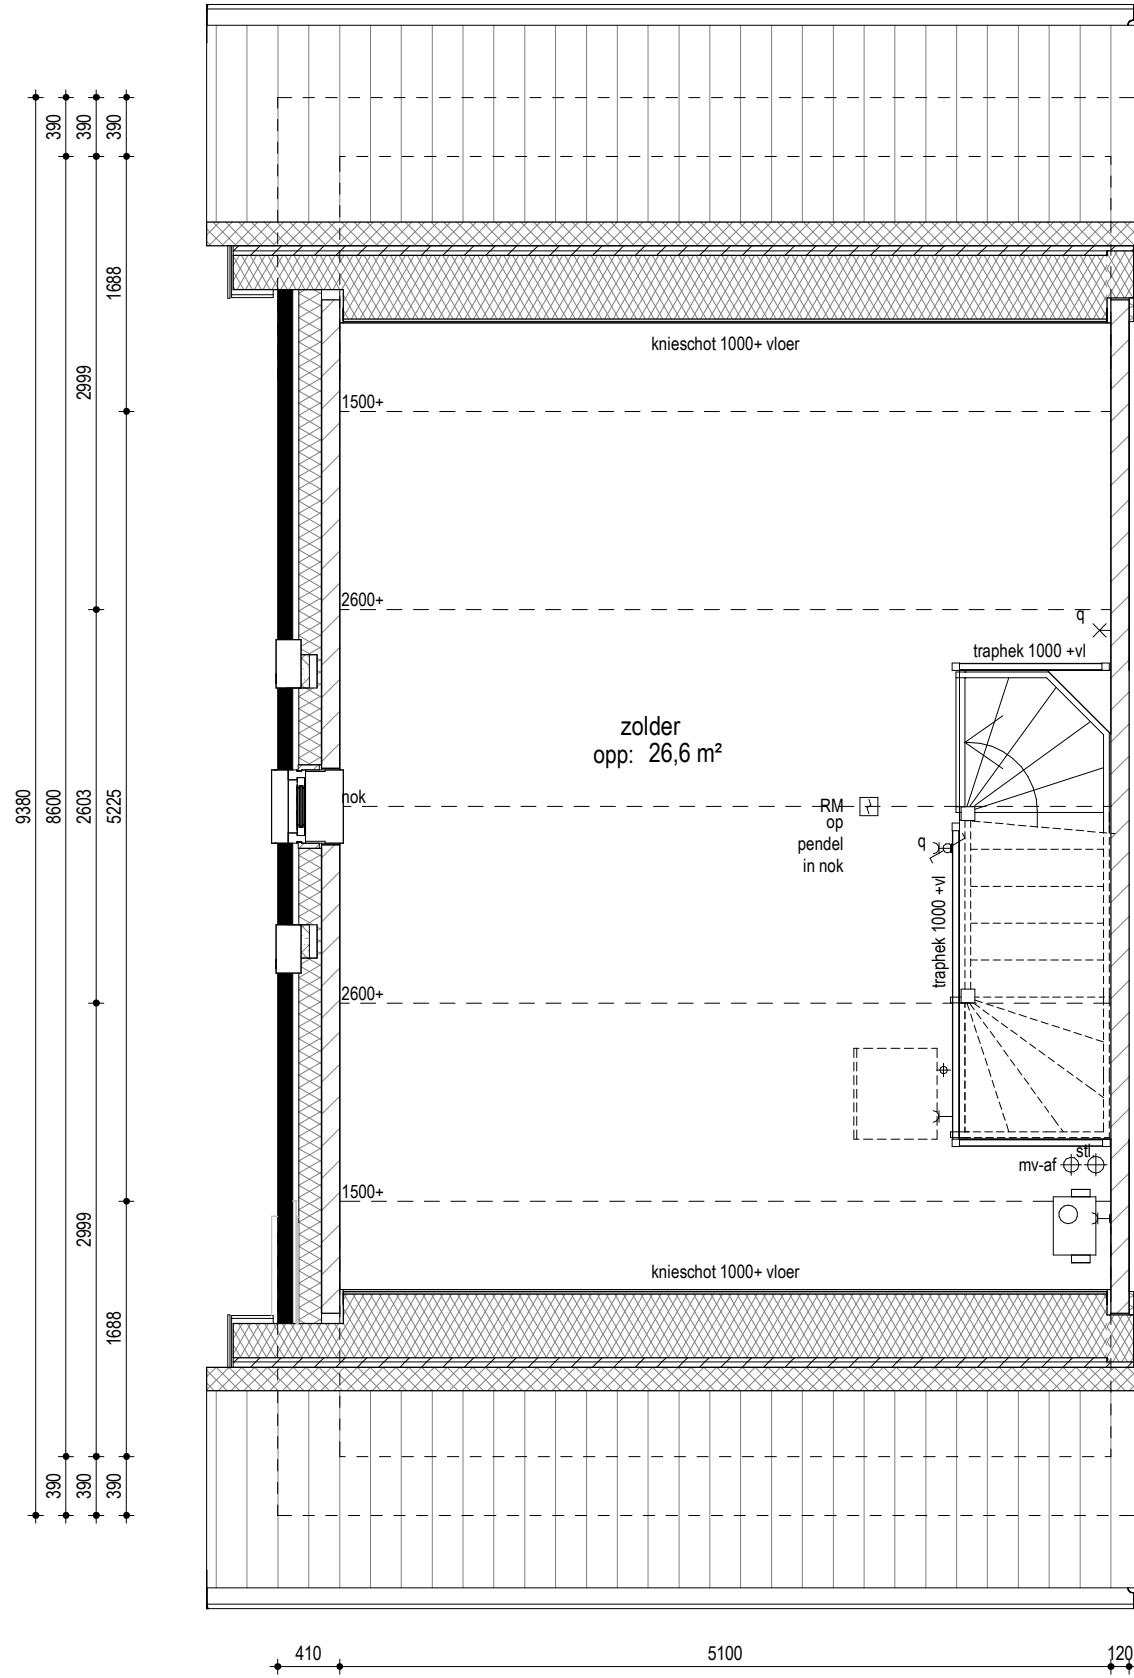 390
390
390
1688
2999
9380
8600
2603
5225
2999
1688
390
390
390
knieschot 1000+ vloer
1500+
2600+
q
traphek 1000 +vl
zolder
opp: 26,6 m²
nok
RM
op
pendel
in nok
q
traphek 1000 +vl
2600+
stl
mv-af
1500+
knieschot 1000+ vloer
410
5100
120